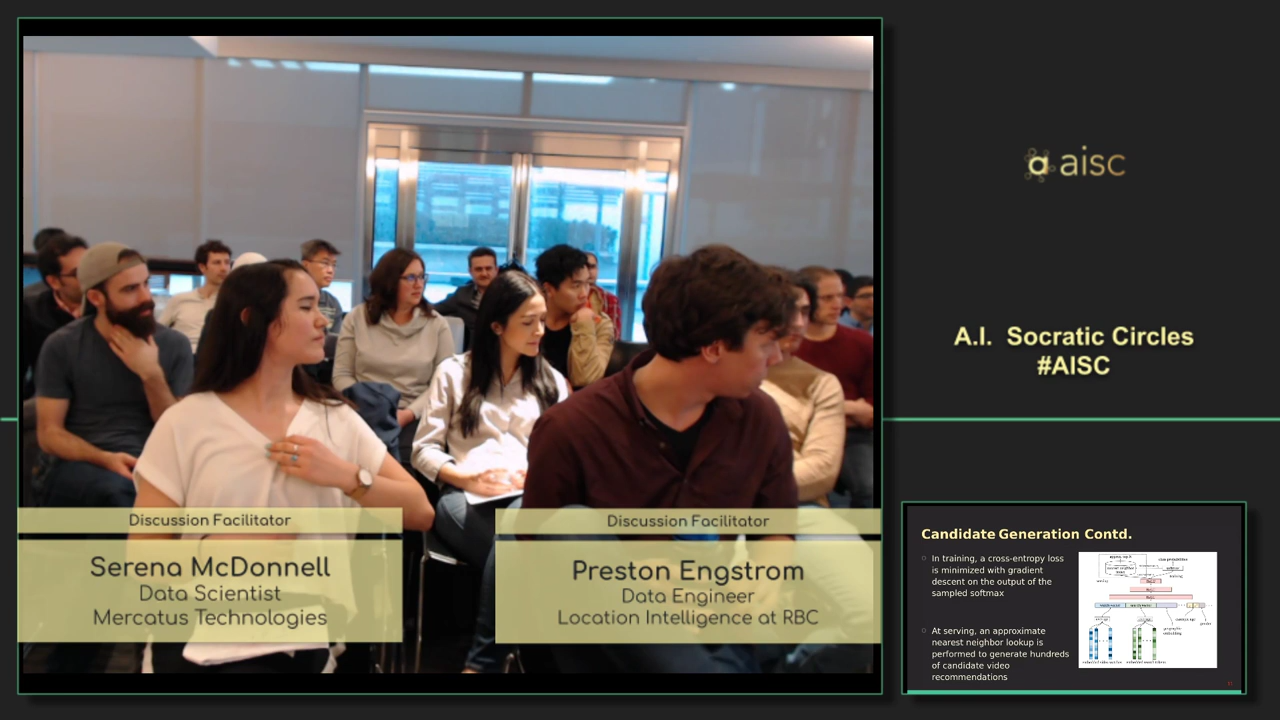 aisc
A.I. Socratic Circles
#AISC
Discussion Facilitator
Serena McDonnell
Data Scientist
Mercatus Technologies
Discussion Facilitator
Preston Engstrom
Data Engineer
Location Intelligence at RBC
Candidate Generation Contd.
In training, a cross-entropy loss
is minimized with gradient
descent on the output of the
sampled softmax
At serving, an approximate
nearest neighbor lookup is
performed to generate hundreds
of candidate video
recommendations